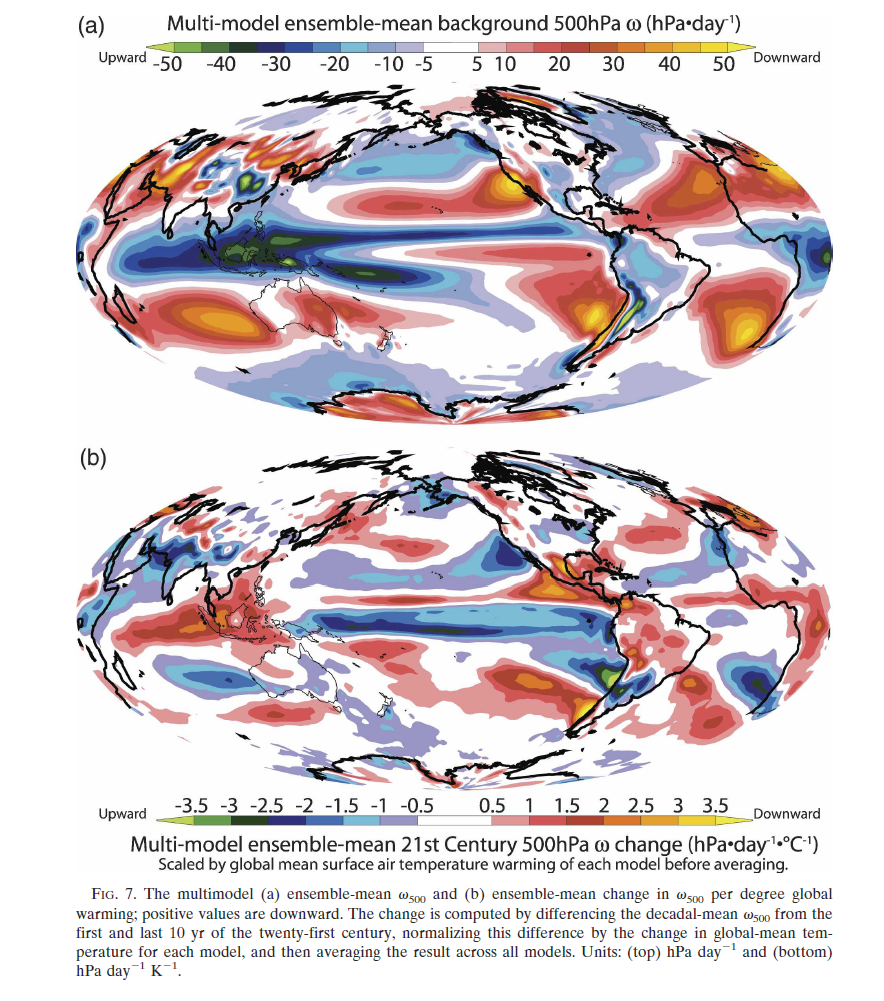 (a)
Multi-model ensemble-mean background 500hPa ω (hPa•day⁻¹)
Upward -50 -40 -30 -20 -10 -5 5 10 20 30 40 50 Downward
(b)
Upward -3.5 -3 -2.5 -2 -1.5 -1 -0.5 0.5 1 1.5 2 2.5 3 3.5 Downward
Multi-model ensemble-mean 21st Century 500hPa ω change (hPa•day⁻¹•°C⁻¹)
Scaled by global mean surface air temperature warming of each model before averaging.
FIG. 7. The multimodel (a) ensemble-mean ω₅₀₀ and (b) ensemble-mean change in ω₅₀₀ per degree global
warming; positive values are downward. The change is computed by differencing the decadal-mean ω₅₀₀ from the
first and last 10 yr of the twenty-first century, normalizing this difference by the change in global-mean tem-
perature for each model, and then averaging the result across all models. Units: (top) hPa day⁻¹ and (bottom)
hPa day⁻¹ K⁻¹.